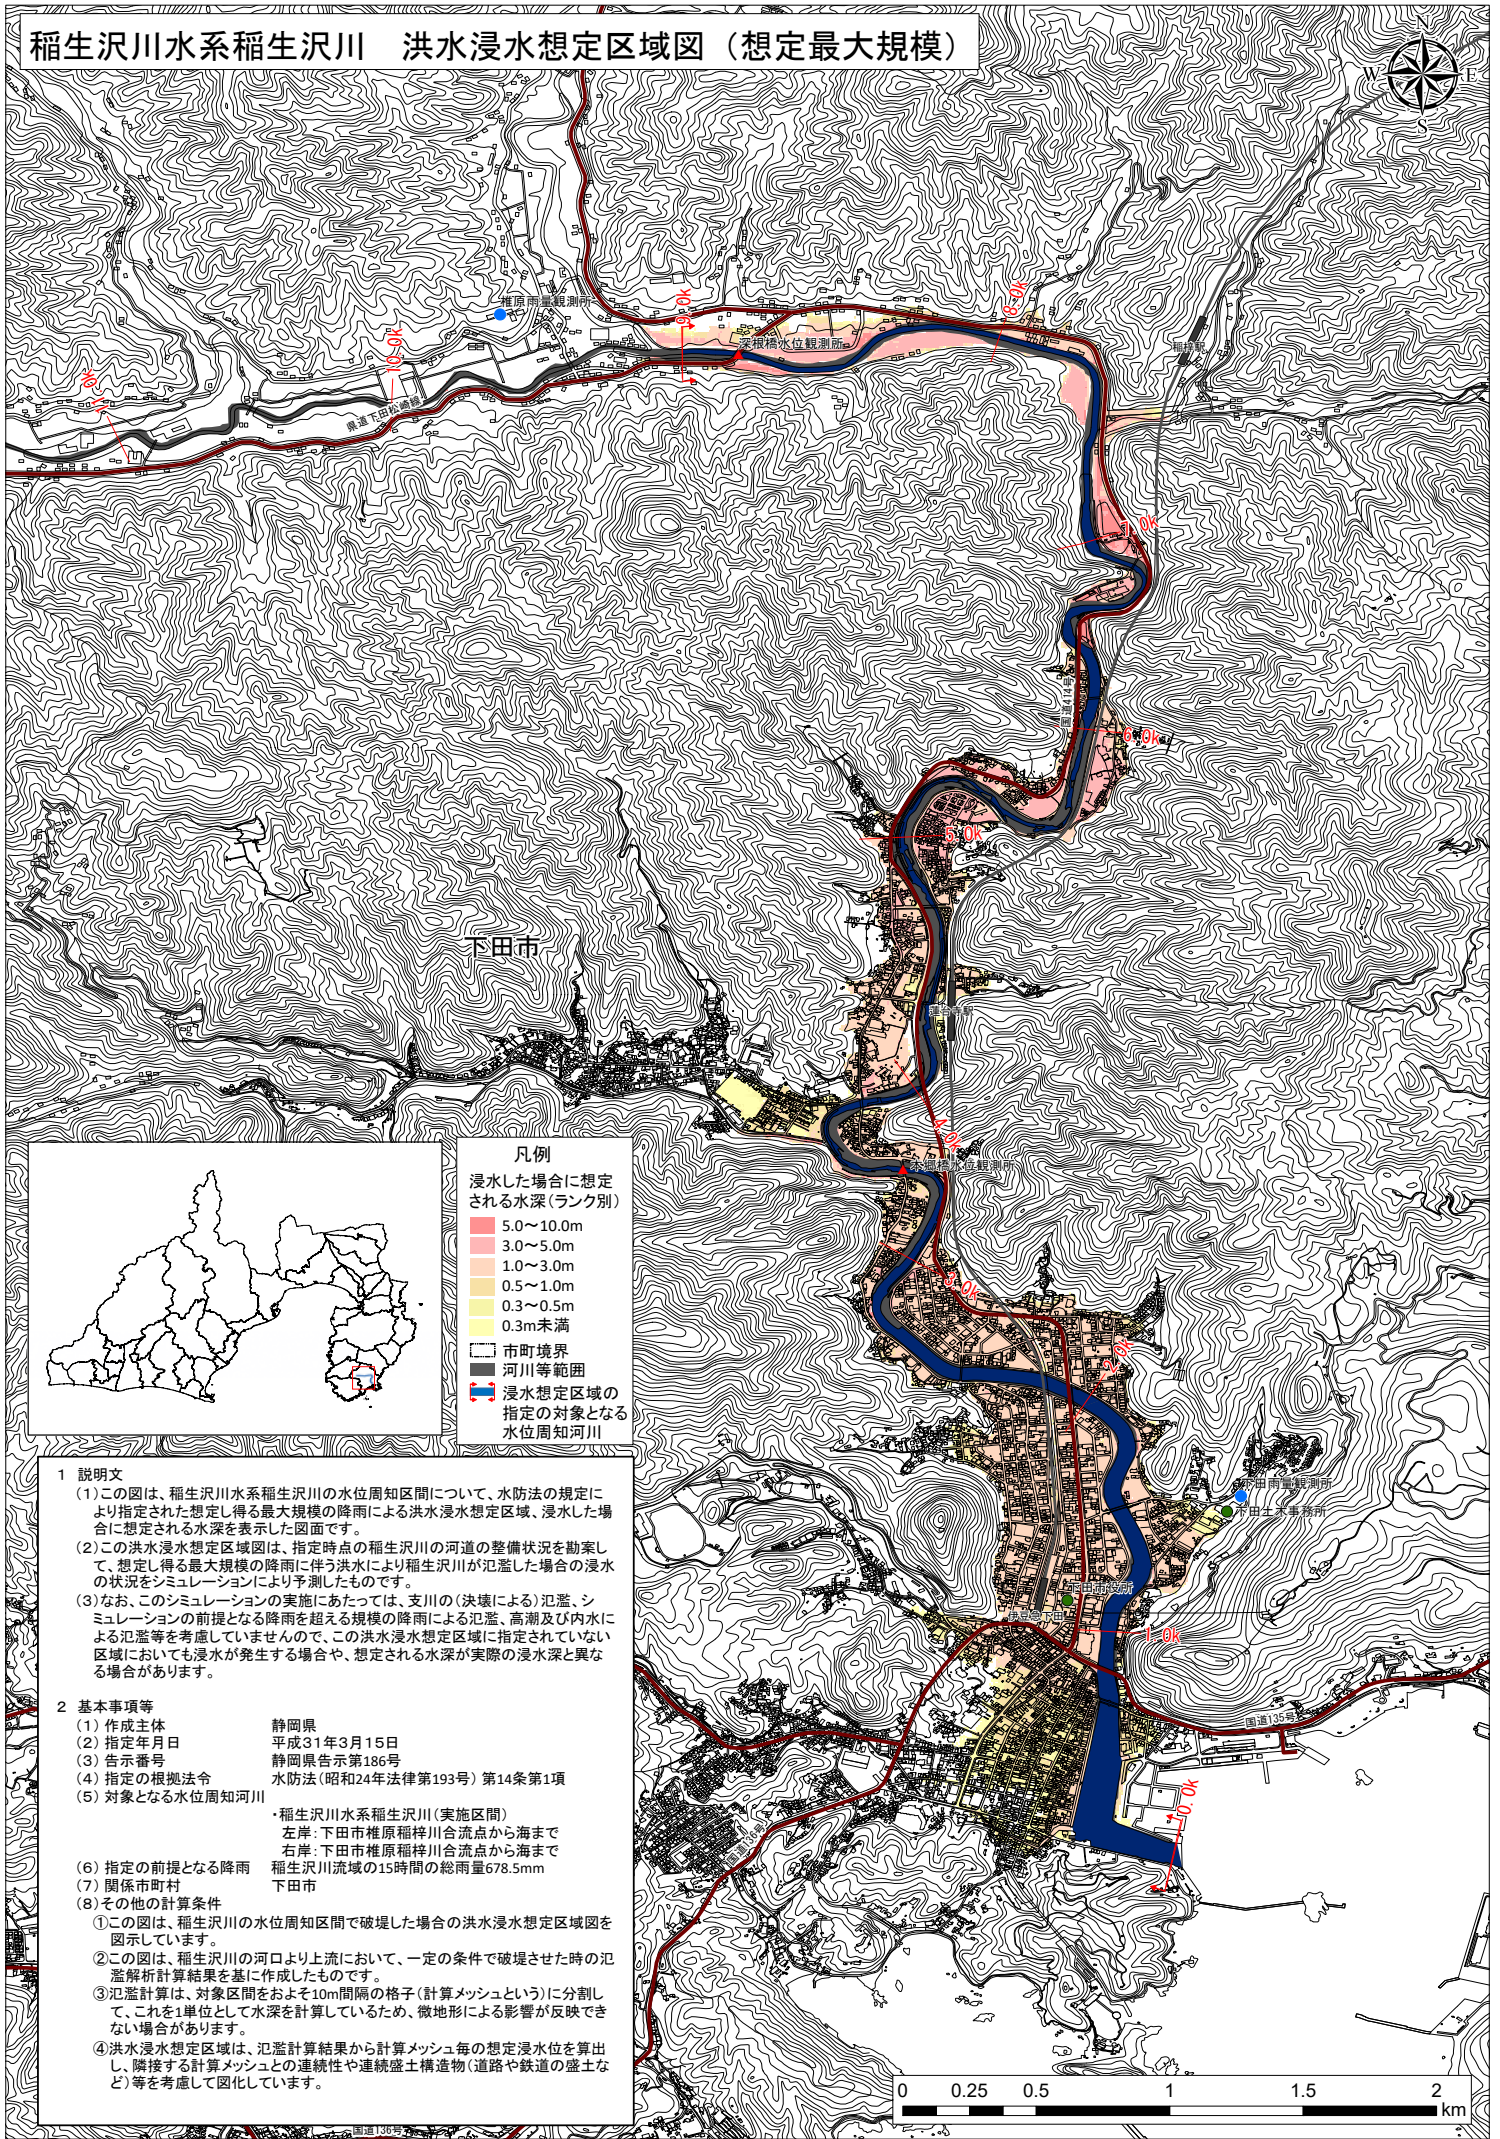 稲生沢川水系稲生沢川　洪水浸水想定区域図（想定最大規模）
N
W E
S
椎原雨量観測所
9.0k
8.0k
深根橋水位観測所
稲梓駅
10.0k
11.0k
県道下田松崎線
7.0k
国道414号
6.0k
5.0k
下田市
蓮台寺駅
4.0k
本郷橋水位観測所
3.0k
2.0k
下田雨量観測所
下田土木事務所
下田市役所
伊豆急下田
1.0k
国道135号
0.0k
国道136号
国道136号
凡例
浸水した場合に想定
される水深（ランク別）
5.0～10.0m
3.0～5.0m
1.0～3.0m
0.5～1.0m
0.3～0.5m
0.3m未満
市町境界
河川等範囲
浸水想定区域の
指定の対象となる
水位周知河川
1 説明文
（1）この図は、稲生沢川水系稲生沢川の水位周知区間について、水防法の規定に
より指定された想定し得る最大規模の降雨による洪水浸水想定区域、浸水した場
合に想定される水深を表示した図面です。
（2）この洪水浸水想定区域図は、指定時点の稲生沢川の河道の整備状況を勘案し
て、想定し得る最大規模の降雨に伴う洪水により稲生沢川が氾濫した場合の浸水
の状況をシミュレーションにより予測したものです。
（3）なお、このシミュレーションの実施にあたっては、支川の（決壊による）氾濫、シ
ミュレーションの前提となる降雨を超える規模の降雨による氾濫、高潮及び内水に
よる氾濫等を考慮していませんので、この洪水浸水想定区域に指定されていない
区域においても浸水が発生する場合や、想定される水深が実際の浸水深と異な
る場合があります。
2 基本事項等
（1）作成主体 静岡県
（2）指定年月日 平成31年3月15日
（3）告示番号 静岡県告示第186号
（4）指定の根拠法令 水防法（昭和24年法律第193号）第14条第1項
（5）対象となる水位周知河川
・稲生沢川水系稲生沢川（実施区間）
左岸：下田市椎原稲梓川合流点から海まで
右岸：下田市椎原稲梓川合流点から海まで
（6）指定の前提となる降雨 稲生沢川流域の15時間の総雨量678.5mm
（7）関係市町村 下田市
（8）その他の計算条件
①この図は、稲生沢川の水位周知区間で破堤した場合の洪水浸水想定区域図を
図示しています。
②この図は、稲生沢川の河口より上流において、一定の条件で破堤させた時の氾
濫解析計算結果を基に作成したものです。
③氾濫計算は、対象区間をおよそ10m間隔の格子（計算メッシュという）に分割し
て、これを1単位として水深を計算しているため、微地形による影響が反映でき
ない場合があります。
④洪水浸水想定区域は、氾濫計算結果から計算メッシュ毎の想定浸水位を算出
し、隣接する計算メッシュとの連続性や連続盛土構造物（道路や鉄道の盛土な
ど）等を考慮して図化しています。
0 0.25 0.5 1 1.5 2
km